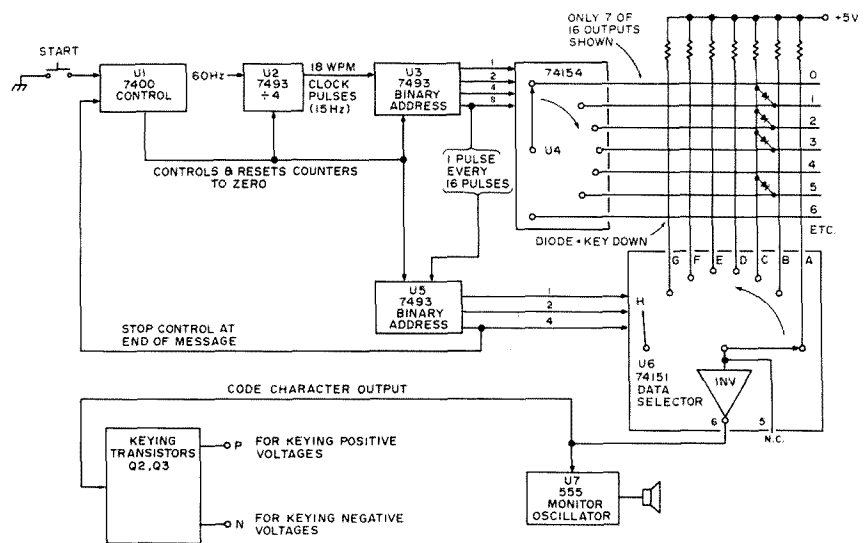 START
U1
7400
CONTROL
60Hz
U2
7493
÷4
18 WPM
CLOCK
PULSES
(15Hz)
U3
7493
BINARY
ADDRESS
1
2
4
8
74154
U4
ONLY 7 OF
16 OUTPUTS
SHOWN
+5V
0
1
2
3
4
5
6
ETC.
CONTROLS & RESETS COUNTERS
TO ZERO
1 PULSE
EVERY
16 PULSES
DIODE = KEY DOWN
G
F
E
D
C
B
A
H
U5
7493
BINARY
ADDRESS
1
2
4
STOP CONTROL AT
END OF MESSAGE
U6
74151
DATA
SELECTOR
INV
6
5
N.C.
CODE CHARACTER OUTPUT
KEYING
TRANSISTORS
Q2,Q3
P FOR KEYING POSITIVE
VOLTAGES
N FOR KEYING NEGATIVE
VOLTAGES
U7
555
MONITOR
OSCILLATOR